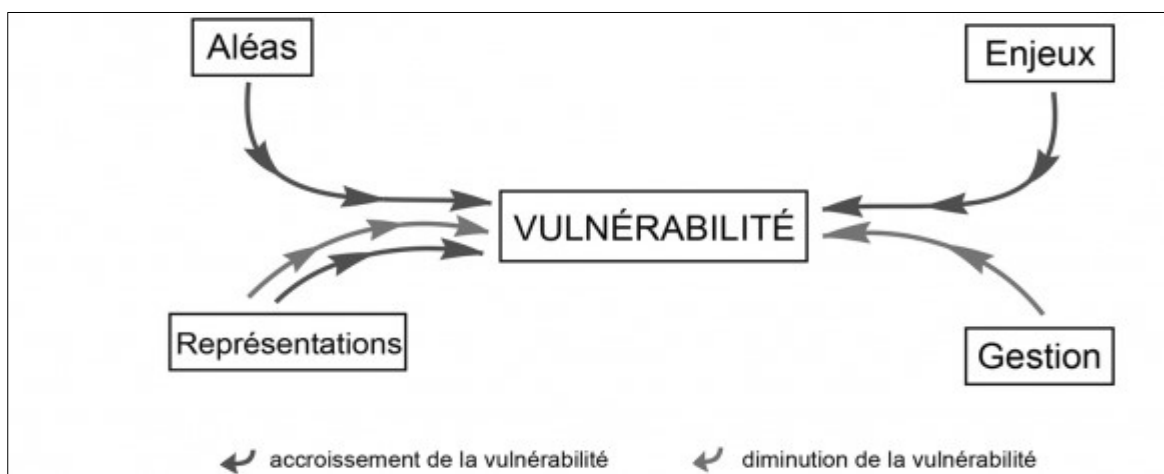 Aléas
Enjeux
VULNÉRABILITÉ
Représentations
Gestion
accroissement de la vulnérabilité
diminution de la vulnérabilité